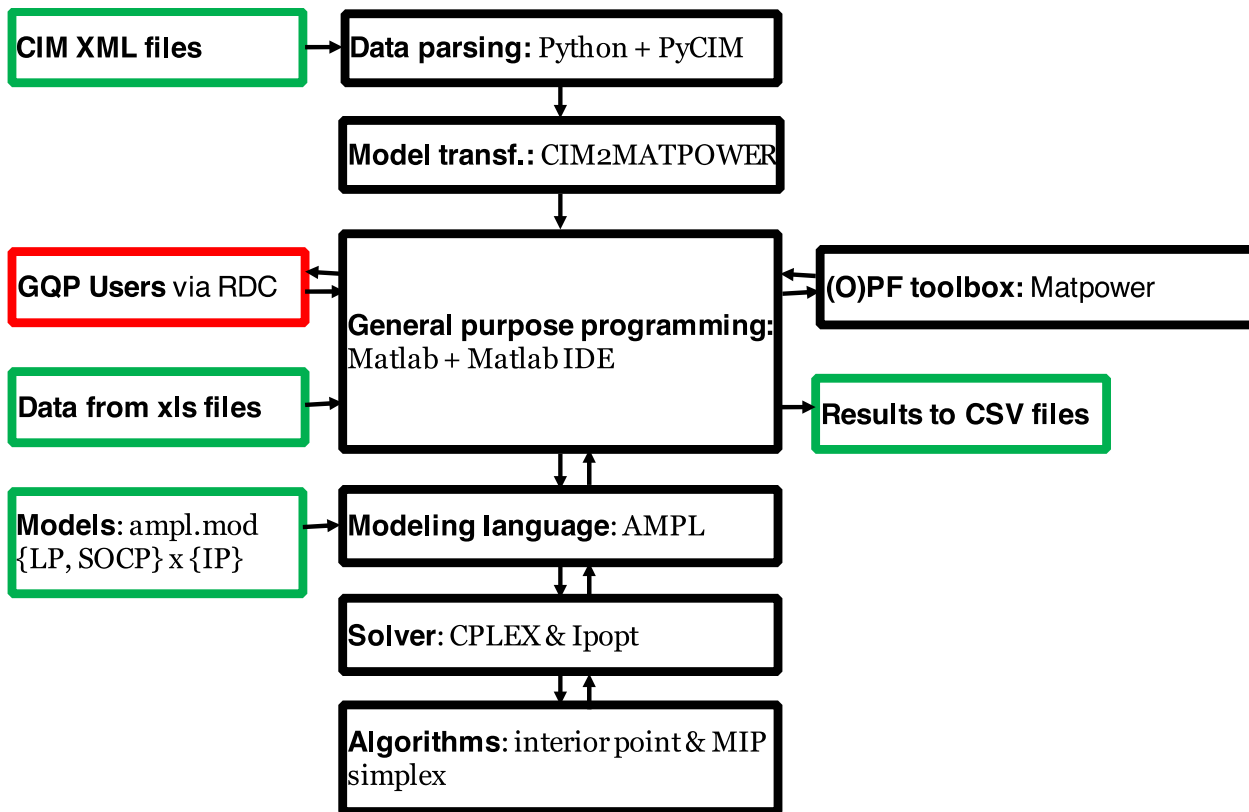 CIM XML files
Data parsing: Python + PyCIM
Model transf.: CIM2MATPOWER
GQP Users via RDC
General purpose programming:
Matlab + Matlab IDE
(O)PF toolbox: Matpower
Data from xls files
Results to CSV files
Models: ampl.mod
{LP, SOCP} x {IP}
Modeling language: AMPL
Solver: CPLEX & Ipopt
Algorithms: interior point & MIP
simplex